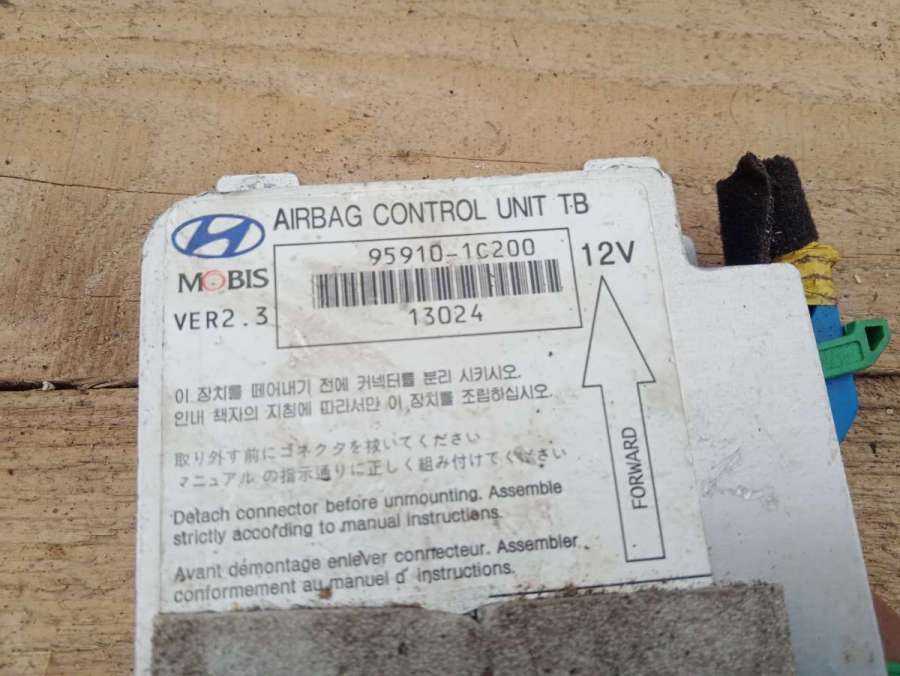 AIRBAG CONTROL UNIT TB
95910-1C200
12V
MOBIS
VER2.3
13024
이 장치를 떼어내기 전에 커넥터를 분리 시키시오.
인내 책자의 지침에 따라서만 이 장치를 조립하십시오.
取り外す前にゴネクタを抜いてください
マニュアル の指示通りに正しく組み付けてください
FORWARD
Detach connector before unmounting. Assemble
strictly according to manual instructions.
Avant démontage enlever connecteur. Assembler
conformement au manuel d' instructions.